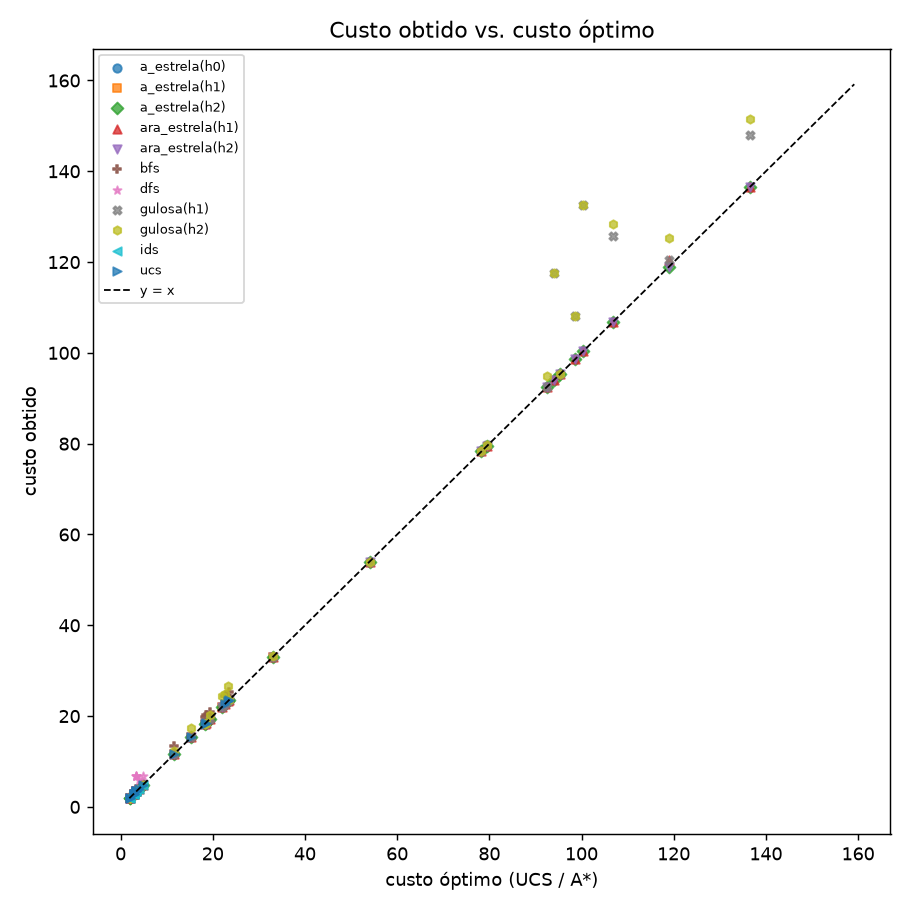 Custo obtido vs. custo óptimo
a_estrela(h0)
a_estrela(h1)
a_estrela(h2)
ara_estrela(h1)
ara_estrela(h2)
bfs
dfs
gulosa(h1)
gulosa(h2)
ids
ucs
y = x
custo obtido
160
140
120
100
80
60
40
20
0
0 20 40 60 80 100 120 140 160
custo óptimo (UCS / A*)